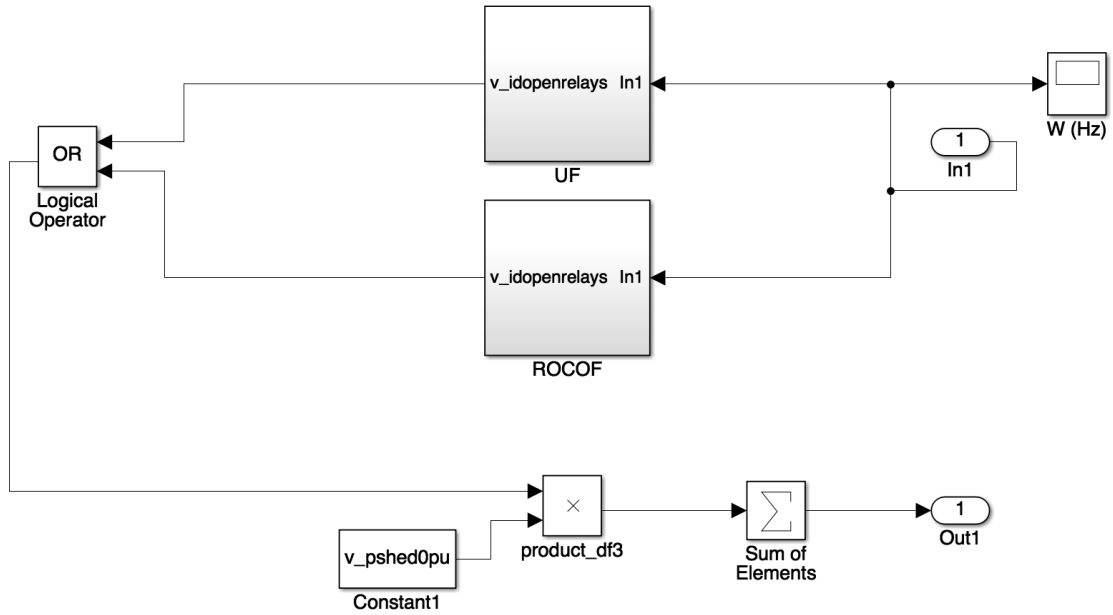 v_idopenrelays In1
UF
W (Hz)
1
In1
OR
Logical
Operator
v_idopenrelays In1
ROCOF
product_df3
v_pshed0pu
Constant1
Sum of
Elements
1
Out1